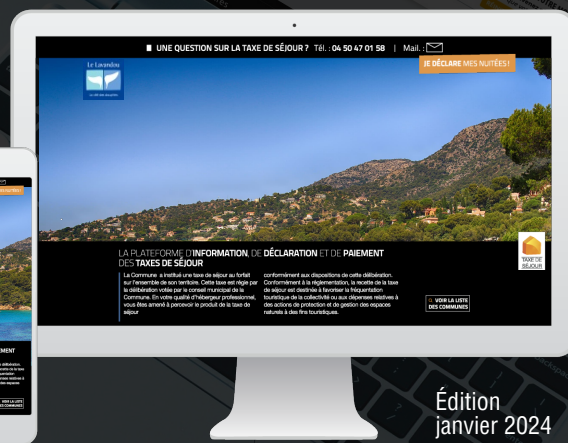 UNE QUESTION SUR LA TAXE DE SÉJOUR ? Tél. : 04 50 47 01 58 | Mail. :
Le Lavandou
JE DÉCLARE MES NUITÉES !
LA PLATEFORME D'INFORMATION, DE DÉCLARATION ET DE PAIEMENT
DES TAXES DE SÉJOUR
La Commune a institué une taxe de séjour au forfait
sur l'ensemble de son territoire. Cette taxe est régie par
la délibération votée par le conseil municipal de la
Commune. En votre qualité d'hébergeur professionnel,
vous êtes amené à percevoir le produit de la taxe de
séjour
conformément aux dispositions de cette délibération.
Conformément à la réglementation, la recette de la taxe
de séjour est destinée à favoriser la fréquentation
touristique de la collectivité ou aux dépenses relatives à
des actions de protection et de gestion des espaces
naturels à des fins touristiques.
TAXE DE
SÉJOUR
VOIR LA LISTE
DES COMMUNES
VOIR LA LISTE
DES COMMUNES
Édition
janvier 2024